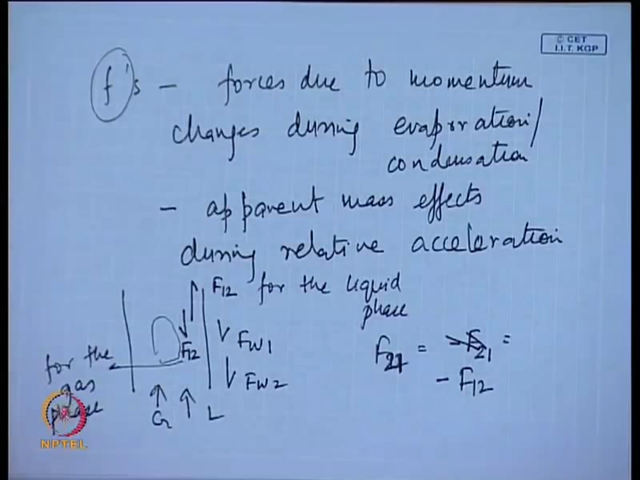 © CET
I.I.T. KGP
f's – forces due to momentum
changes during evaporation/
condensation
– apparent mass effects
during relative acceleration
F12 for the liquid
phase
F12
FW1
FW2
for the
gas
phase
G
L
F21 = – F21 =
– F12
NPTEL